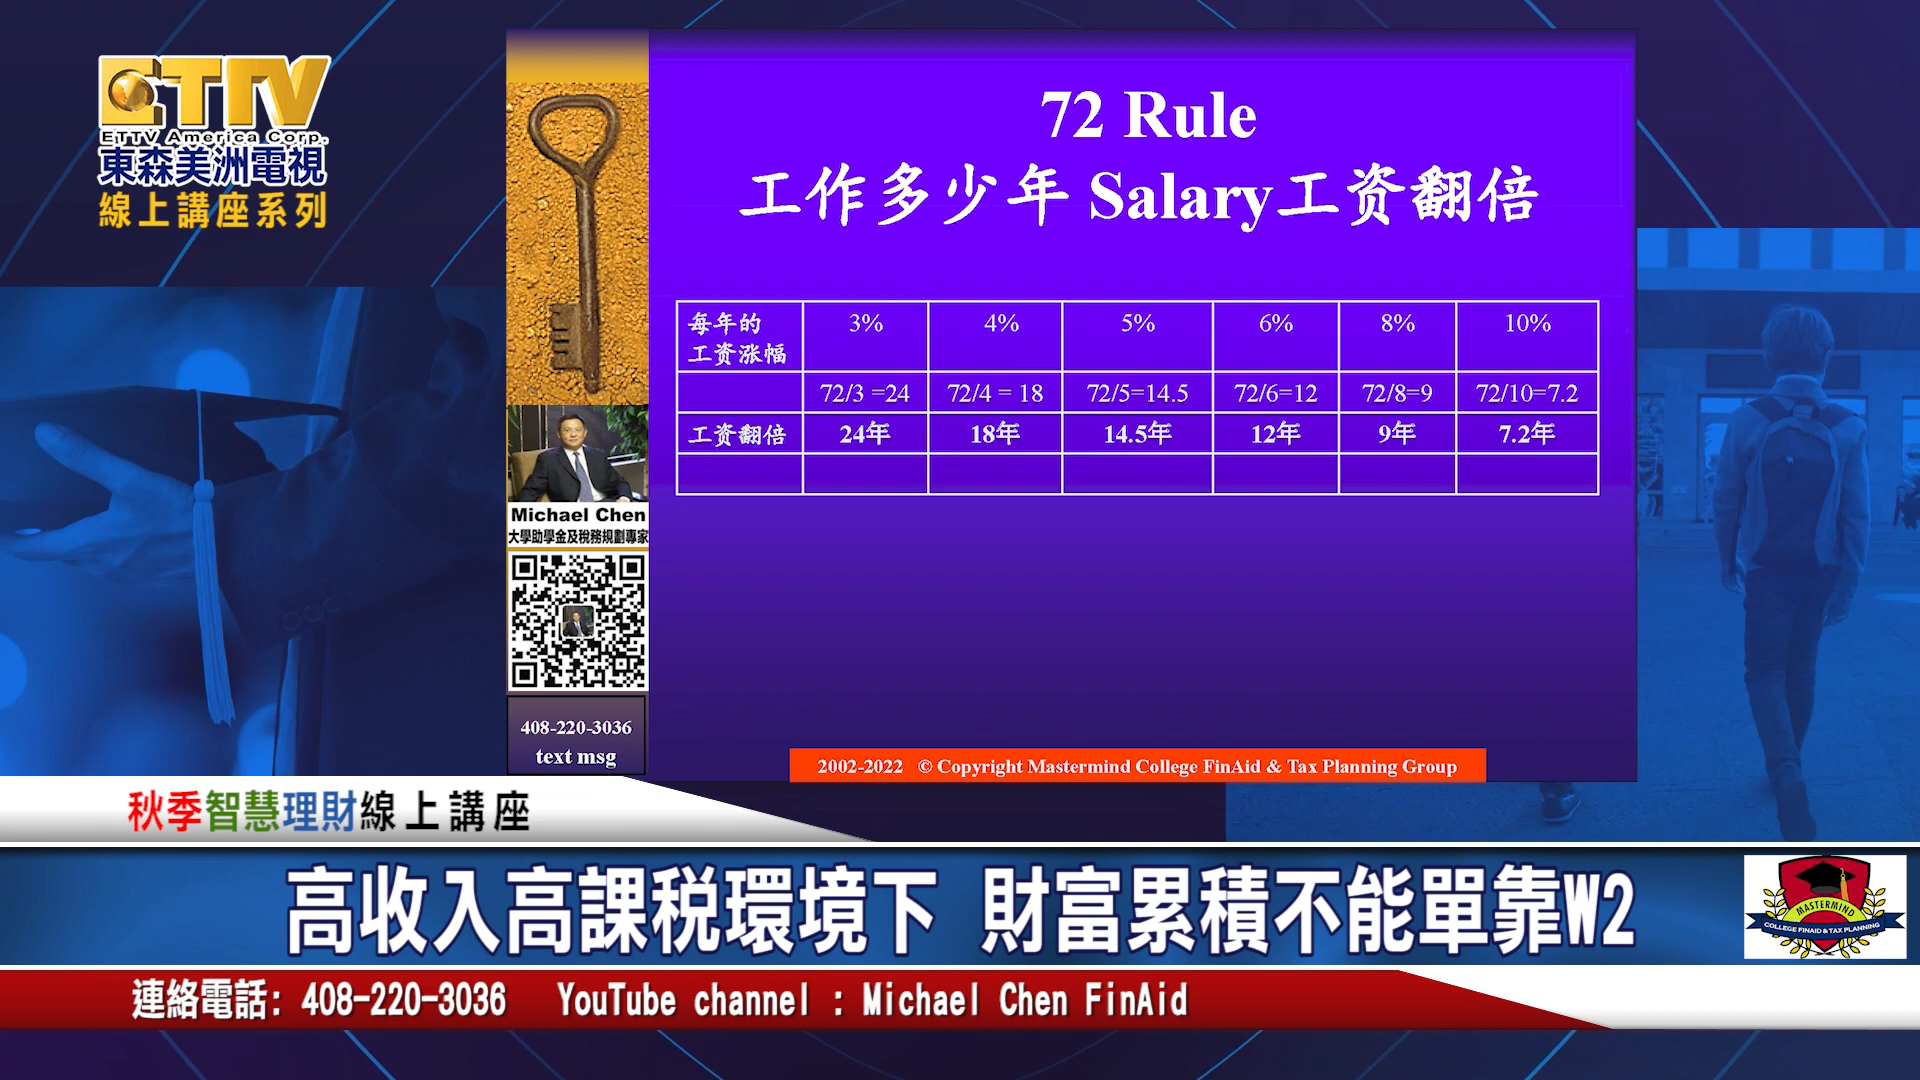 ETTV
ETTV America Corp.
東森美洲電視
線上講座系列
72 Rule
工作多少年 Salary工资翻倍
每年的
工资涨幅
3% 4% 5% 6% 8% 10%
72/3 =24 72/4 = 18 72/5=14.5 72/6=12 72/8=9 72/10=7.2
工资翻倍 24年 18年 14.5年 12年 9年 7.2年
Michael Chen
大學助學金及稅務規劃專家
408-220-3036
text msg
2002-2022 © Copyright Mastermind College FinAid & Tax Planning Group
秋季智慧理財線上講座
高收入高課稅環境下 財富累積不能單靠W2
MASTERMIND
COLLEGE FINAID & TAX PLANNING
連絡電話: 408-220-3036 YouTube channel : Michael Chen FinAid